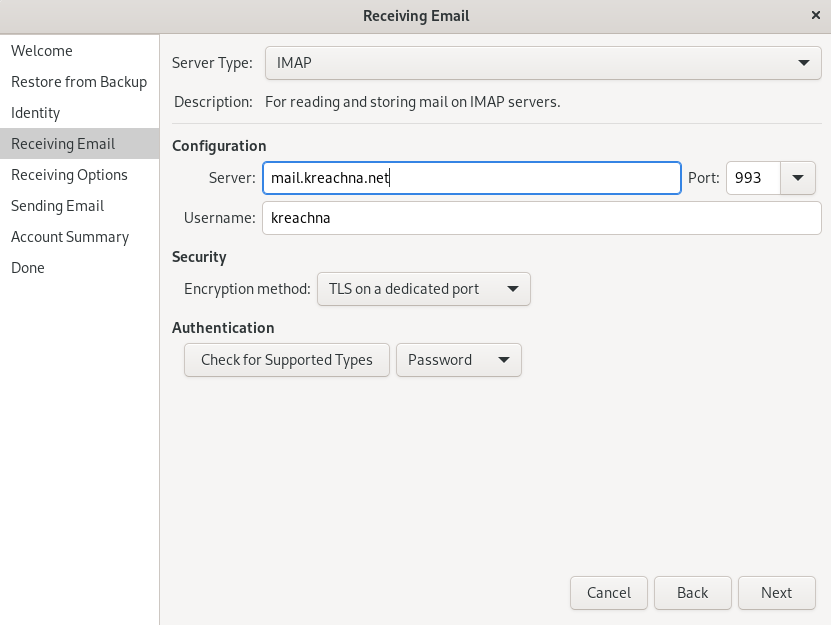 Receiving Email
Welcome
Restore from Backup
Identity
Receiving Email
Receiving Options
Sending Email
Account Summary
Done
Server Type: IMAP
Description: For reading and storing mail on IMAP servers.
Configuration
Server: mail.kreachna.net Port: 993
Username: kreachna
Security
Encryption method: TLS on a dedicated port
Authentication
Check for Supported Types Password
Cancel Back Next